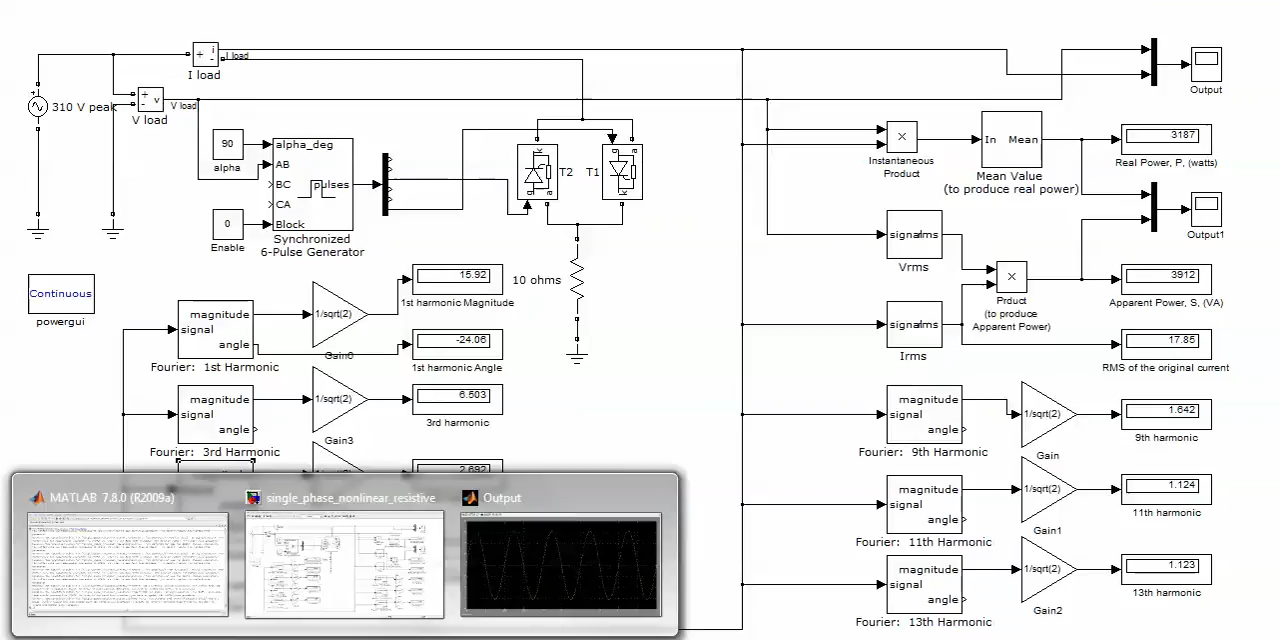 I load
I load
310 V peak
V load
V load
90
alpha
0
Enable
alpha_deg
AB
BC
CA
Block
pulses
Synchronized
6-Pulse Generator
g
k
a
T2
T1
g
a
k
10 ohms
Continuous
powergui
magnitude
signal
angle
Fourier: 1st Harmonic
1/sqrt(2)
Gain0
15.92
1st harmonic Magnitude
-24.06
1st harmonic Angle
magnitude
signal
angle
Fourier: 3rd Harmonic
1/sqrt(2)
Gain3
6.503
3rd harmonic
2.692
Output
Instantaneous
Product
In Mean
Mean Value
(to produce real power)
3187
Real Power, P, (watts)
Output1
signal rms
Vrms
signal rms
Irms
Prduct
(to produce
Apparent Power)
3912
Apparent Power, S, (VA)
17.85
RMS of the original current
magnitude
signal
angle
Fourier: 9th Harmonic
1/sqrt(2)
Gain
1.642
9th harmonic
magnitude
signal
angle
Fourier: 11th Harmonic
1/sqrt(2)
Gain1
1.124
11th harmonic
magnitude
signal
angle
Fourier: 13th Harmonic
1/sqrt(2)
Gain2
1.123
13th harmonic
MATLAB 7.8.0 (R2009a)
single_phase_nonlinear_resistive
Output